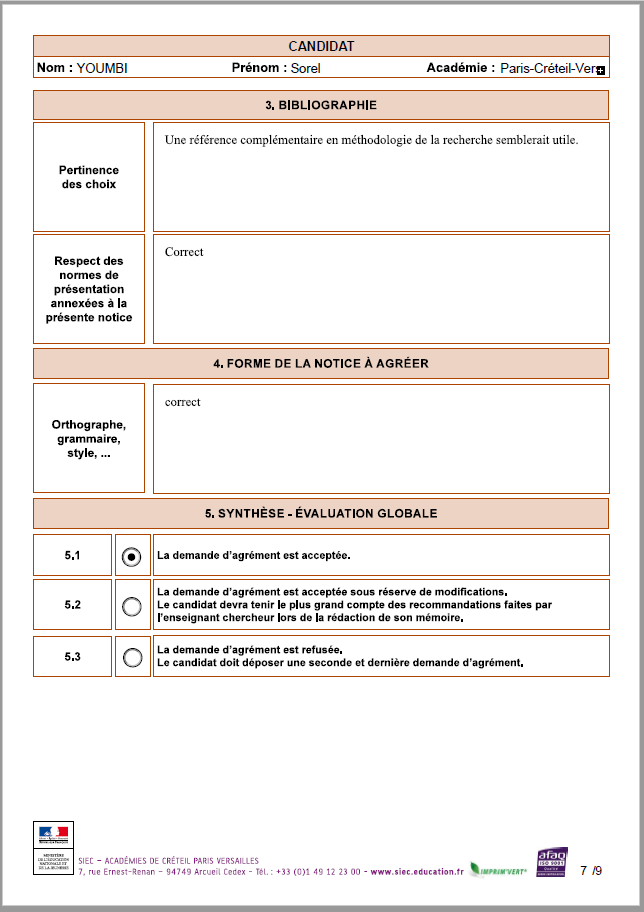 CANDIDAT
Nom : YOUMBI Prénom : Sorel Académie : Paris-Créteil-Vers
3. BIBLIOGRAPHIE
Pertinence
des choix
Une référence complémentaire en méthodologie de la recherche semblerait utile.
Respect des
normes de
présentation
annexées à la
présente notice
Correct
4. FORME DE LA NOTICE À AGRÉER
Orthographe,
grammaire,
style, ...
correct
5. SYNTHÈSE - ÉVALUATION GLOBALE
5.1 La demande d'agrément est acceptée.
5.2
La demande d'agrément est acceptée sous réserve de modifications.
Le candidat devra tenir le plus grand compte des recommandations faites par
l'enseignant chercheur lors de la rédaction de son mémoire.
5.3
La demande d'agrément est refusée.
Le candidat doit déposer une seconde et dernière demande d'agrément.
MINISTÈRE
DE L'ÉDUCATION
NATIONALE ET
DE LA JEUNESSE
SIEC – ACADÉMIES DE CRÉTEIL PARIS VERSAILLES
7, rue Ernest-Renan – 94749 Arcueil Cedex - Tél. : +33 (0)1 49 12 23 00 - www.siec.education.fr
IMPRIM'VERT®
afaq
ISO 9001
7 /9